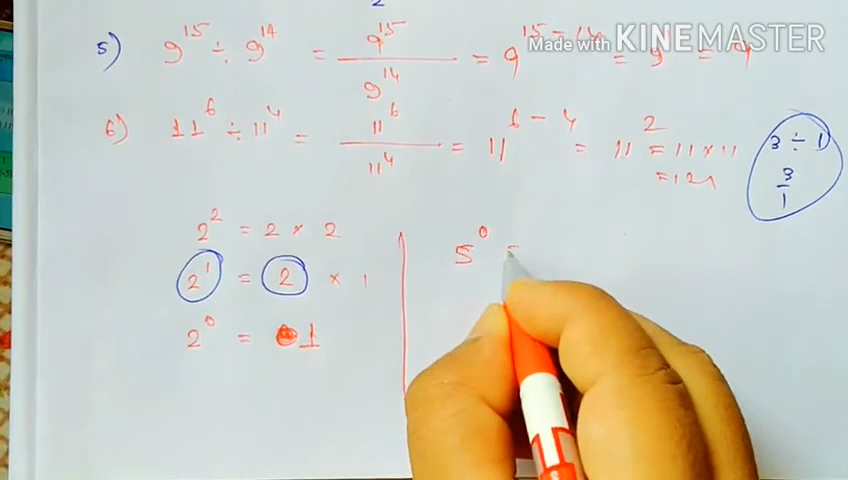 2
5) 9^15 ÷ 9^14 = 9^15 / 9^14 = 9^15 - 14 = 9^1 = 9
Made with KINEMASTER
6) 11^6 ÷ 11^4 = 11^6 / 11^4 = 11^6 - 4 = 11^2 = 11 × 11
= 121
3 ÷ 1
3/1
2^2 = 2 × 2
2^1 = 2 × 1
2^0 = 1
5^0 =